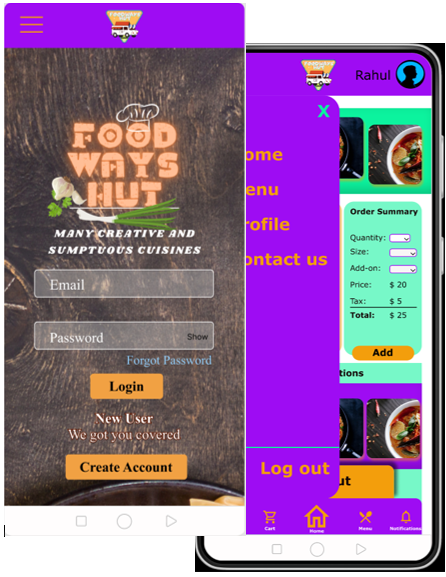 FOOD
WAYS
HUT
MANY CREATIVE AND
SUMPTUOUS CUISINES
Email
Password
Show
Forgot Password
Login
New User
We got you covered
Create Account
Rahul
X
ome
enu
rofile
ontact us
Log out
Order Summary
Quantity:
Size:
Add-on:
Price: $ 20
Tax: $ 5
Total: $ 25
Add
tions
ut
Cart
Home
Menu
Notifications